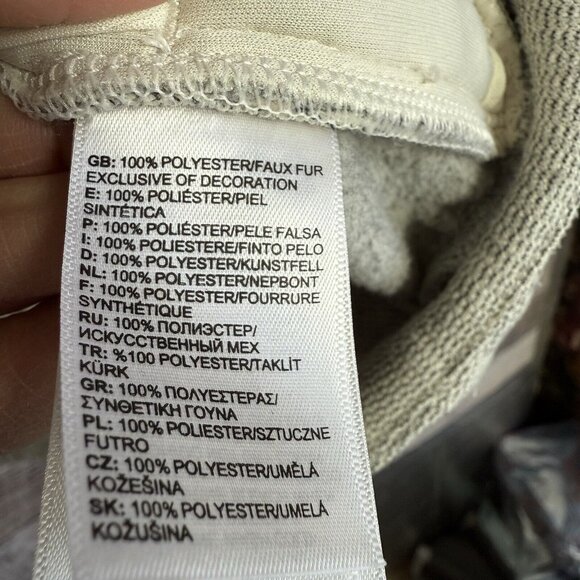 GB: 100% POLYESTER/FAUX FUR
EXCLUSIVE OF DECORATION
E: 100% POLIÉSTER/PIEL
SINTÉTICA
P: 100% POLIÉSTER/PELE FALSA
I: 100% POLIESTERE/FINTO PELO
D: 100% POLYESTER/KUNSTFELL
NL: 100% POLYESTER/NEPBONT
F: 100% POLYESTER/FOURRURE
SYNTHÉTIQUE
RU: 100% ПОЛИЭСТЕР/
ИСКУССТВЕННЫЙ МЕХ
TR: %100 POLYESTER/TAKLİT
KÜRK
GR: 100% ΠΟΛΥΕΣΤΕΡΑΣ/
ΣΥΝΘΕΤΙΚΗ ΓΟΥΝΑ
PL: 100% POLIESTER/SZTUCZNE
FUTRO
CZ: 100% POLYESTER/UMĚLÁ
KOŽEŠINA
SK: 100% POLYESTER/UMELÁ
KOŽUŠINA